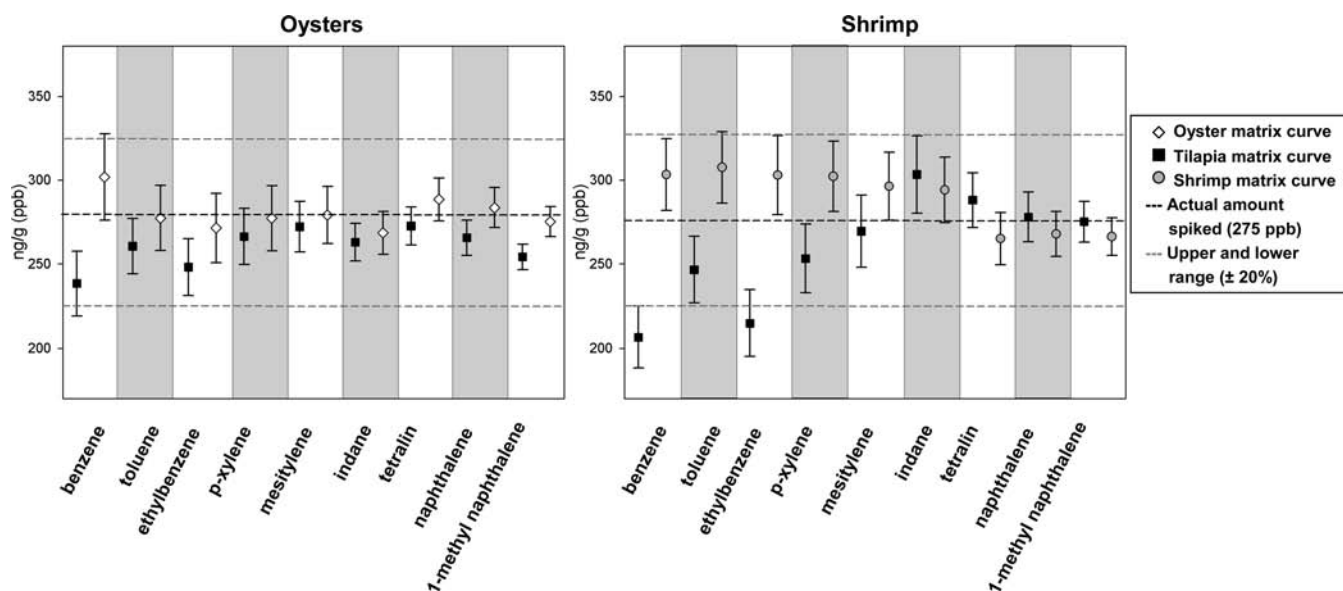 Oysters
Shrimp
ng/g (ppb)
350
300
250
200
benzene
toluene
ethylbenzene
p-xylene
mesitylene
indane
tetralin
naphthalene
1-methyl naphthalene
ng/g (ppb)
350
300
250
200
benzene
toluene
ethylbenzene
p-xylene
mesitylene
indane
tetralin
naphthalene
1-methyl naphthalene
Oyster matrix curve
Tilapia matrix curve
Shrimp matrix curve
Actual amount
spiked (275 ppb)
Upper and lower
range (± 20%)